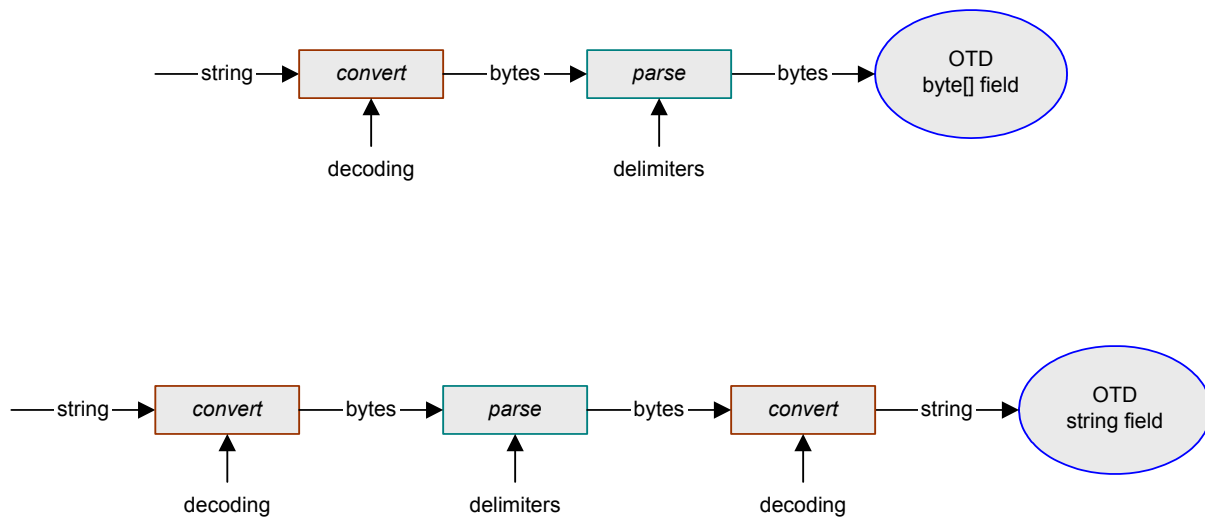 OTD
string
convert
bytes
parse
bytes
byte[] field
decoding
delimiters
OTD
string
convert
bytes
parse
bytes
convert
string
string field
decoding
delimiters
decoding